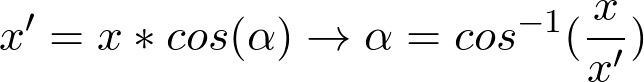 x′ = x ∗ cos(α) → α = cos⁻¹(x/x′)